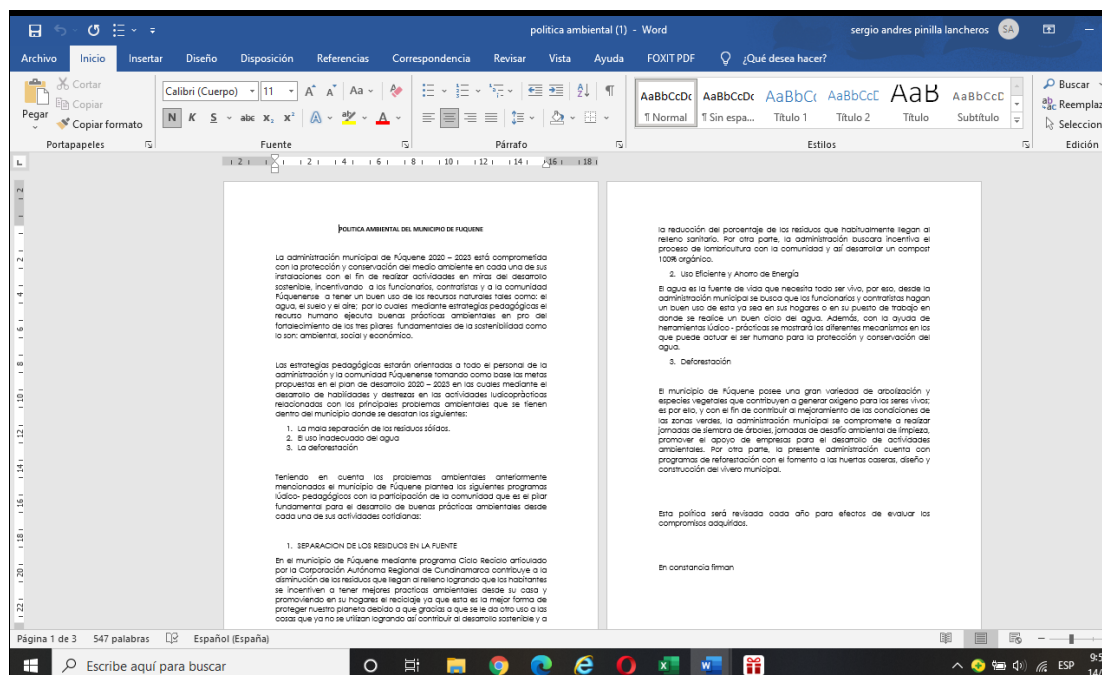 politica ambiental (1) - Word
sergio andres pinilla lancheros
SA
Archivo Inicio Insertar Diseño Disposición Referencias Correspondencia Revisar Vista Ayuda FOXIT PDF ¿Qué desea hacer?
Pegar
Cortar
Copiar
Copiar formato
Portapapeles
Calibri (Cuerpo) 11
N K S abc x₂ x²
Fuente
Párrafo
AaBbCcDc AaBbCcDc AaBbCc AaBbCcC AaB AaBbCcD
¶ Normal ¶ Sin espa... Título 1 Título 2 Título Subtítulo
Estilos
Buscar
Reemplaz
Seleccion
Edición
POLITICA AMBIENTAL DEL MUNICIPIO DE FUQUENE
La administración municipal de Fúquene 2020 – 2023 está comprometida
con la protección y conservación del medio ambiente en cada una de sus
instalaciones con el fin de realizar actividades en miras del desarrollo
sostenible, incentivando a los funcionarios, contratistas y a la comunidad
Fúquenense a tener un buen uso de los recursos naturales tales como: el
agua, el suelo y el aire; por lo cuales mediante estrategias pedagógicas el
recurso humano ejecuta buenas prácticas ambientales en pro del
fortalecimiento de los tres pilares fundamentales de la sostenibilidad como
lo son: ambiental, social y económico.
Las estrategias pedagógicas estarán orientadas a todo el personal de la
administración y la comunidad Fúquenense tomando como base las metas
propuestas en el plan de desarrollo 2020 – 2023 en las cuales mediante el
desarrollo de habilidades y destrezas en las actividades ludicoprácticas
relacionadas con los principales problemas ambientales que se tienen
dentro del municipio donde se desatan los siguientes:
1. La mala separación de los residuos sólidos.
2. El uso inadecuado del agua
3. La deforestación
Teniendo en cuenta los problemas ambientales anteriormente
mencionados el municipio de Fúquene plantea los siguientes programas
lúdico- pedagógicos con la participación de la comunidad que es el pilar
fundamental para el desarrollo de buenas prácticas ambientales desde
cada una de sus actividades cotidianas:
1. SEPARACION DE LOS RESIDUOS EN LA FUENTE
En el municipio de Fúquene mediante programa Ciclo Reciclo articulado
por la Corporación Autónoma Regional de Cundinamarca contribuye a la
disminución de los residuos que llegan al relleno logrando que los habitantes
se incentiven a tener mejores practicas ambientales desde su casa y
promoviendo en su hogares el reciclaje ya que esta es la mejor forma de
proteger nuestro planeta debido a que gracias a que se le da otro uso a las
cosas que ya no se utilizan logrando así contribuir al desarrollo sostenible y a
la reducción del porcentaje de los residuos que habitualmente llegan al
relleno sanitario. Por otra parte, la administración buscara incentiva el
proceso de lombricultura con la comunidad y así desarrollar un compost
100% orgánico.
2. Uso Eficiente y Ahorro de Energía
El agua es la fuente de vida que necesita todo ser vivo, por eso, desde la
administración municipal se busca que los funcionarios y contratistas hagan
un buen uso de esta ya sea en sus hogares o en su puesto de trabajo en
donde se realice un buen ciclo del agua. Además, con la ayuda de
herramientas lúdico - prácticas se mostrará los diferentes mecanismos en los
que puede actuar el ser humano para la protección y conservación del
agua.
3. Deforestación
El municipio de Fúquene posee una gran variedad de arbolización y
especies vegetales que contribuyen a generar oxigeno para los seres vivos;
es por ello, y con el fin de contribuir al mejoramiento de las condiciones de
las zonas verdes, la administración municipal se compromete a realizar
jornadas de siembra de árboles, jornadas de desafío ambiental de limpieza,
promover el apoyo de empresas para el desarrollo de actividades
ambientales. Por otra parte, la presente administración cuenta con
programas de reforestación con el fomento a las huertas caseras, diseño y
construcción del vivero municipal.
Esta política será revisada cada año para efectos de evaluar los
compromisos adquiridos.
En constancia firman
Página 1 de 3 547 palabras Español (España)
Escribe aquí para buscar
ESP
9:5
14/